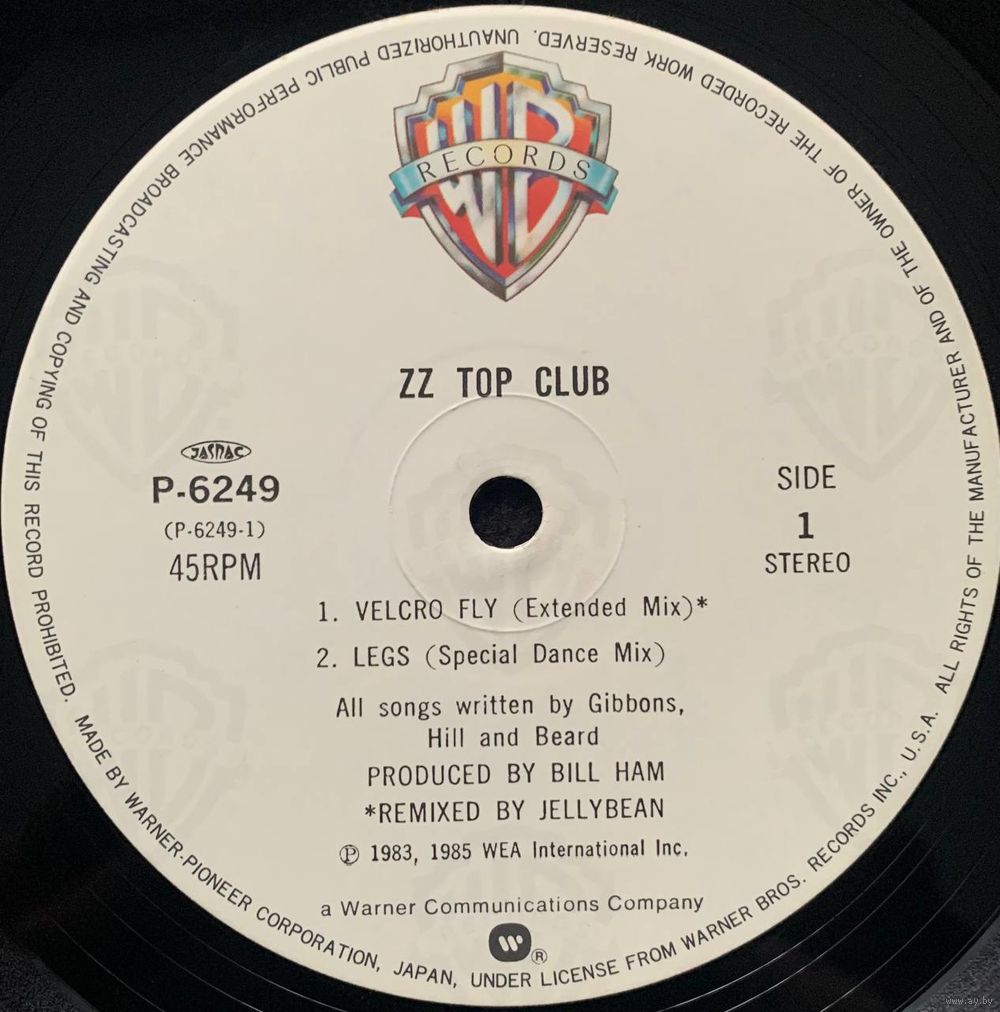 WB
RECORDS
ZZ TOP CLUB
JASRAC
P-6249
(P-6249-1)
45RPM
SIDE
1
STEREO
1. VELCRO FLY (Extended Mix)*
2. LEGS (Special Dance Mix)
All songs written by Gibbons,
Hill and Beard
PRODUCED BY BILL HAM
*REMIXED BY JELLYBEAN
Ⓟ 1983, 1985 WEA International Inc.
a Warner Communications Company
W®
MADE BY WARNER-PIONEER CORPORATION, JAPAN, UNDER LICENSE FROM WARNER BROS. RECORDS INC., U.S.A. ALL RIGHTS OF THE MANUFACTURER AND OF THE OWNER OF THE RECORDED WORK RESERVED. UNAUTHORIZED PUBLIC PERFORMANCE BROADCASTING AND COPYING OF THIS RECORD PROHIBITED.
www.ay.by